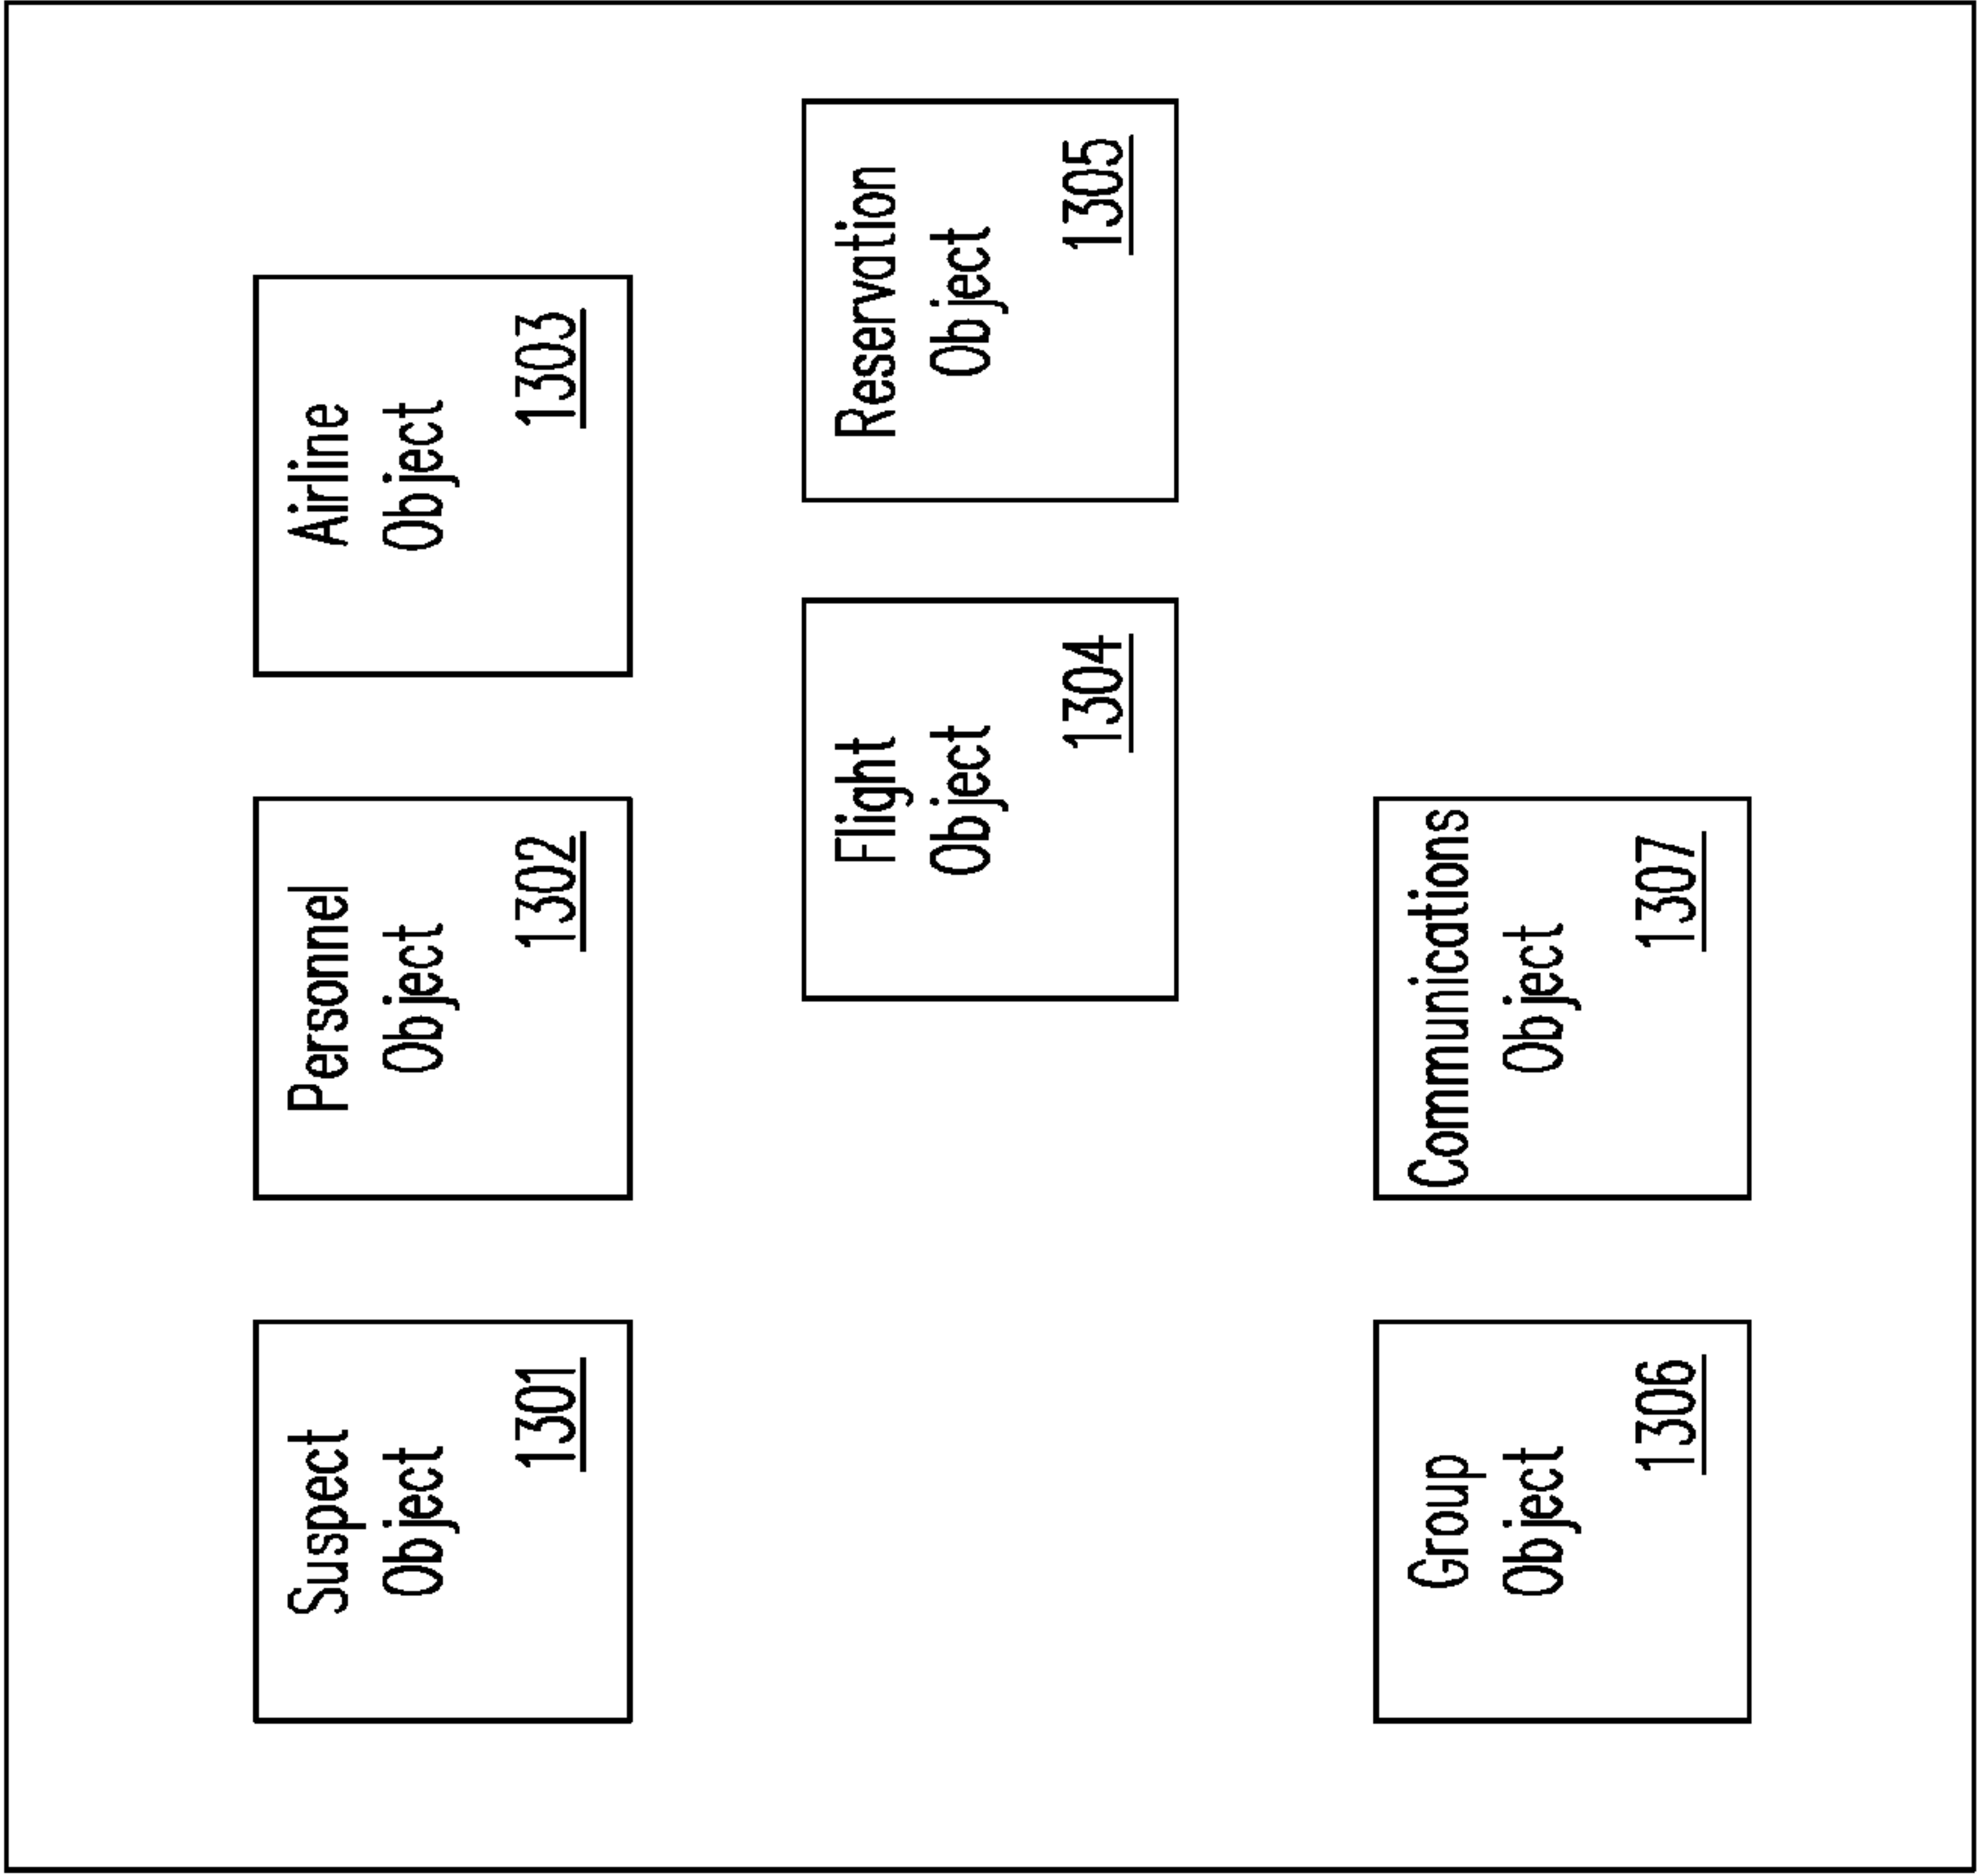 Suspect
Object
1301
Personnel
Object
1302
Airline
Object
1303
Flight
Object
1304
Reservation
Object
1305
Group
Object
1306
Communications
Object
1307